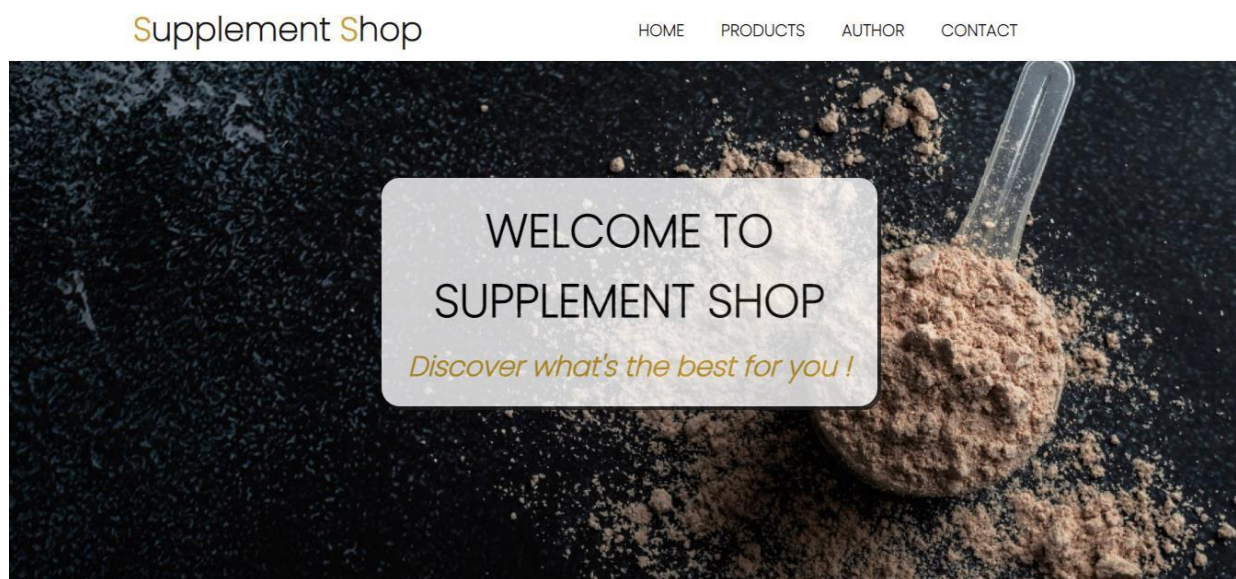 Supplement Shop
HOME PRODUCTS AUTHOR CONTACT
WELCOME TO
SUPPLEMENT SHOP
Discover what's the best for you !